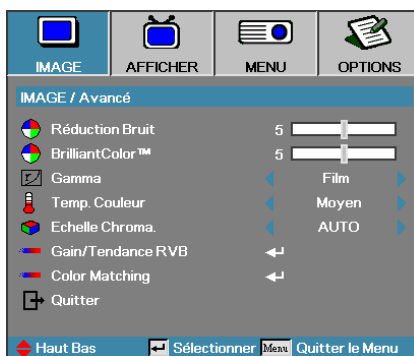 IMAGE AFFICHER MENU OPTIONS
IMAGE / Avancé
Réduction Bruit 5
BrilliantColor™ 5
Gamma Film
Temp. Couleur Moyen
Echelle Chroma. AUTO
Gain/Tendance RVB
Color Matching
Quitter
Haut Bas Sélectionner Menu Quitter le Menu